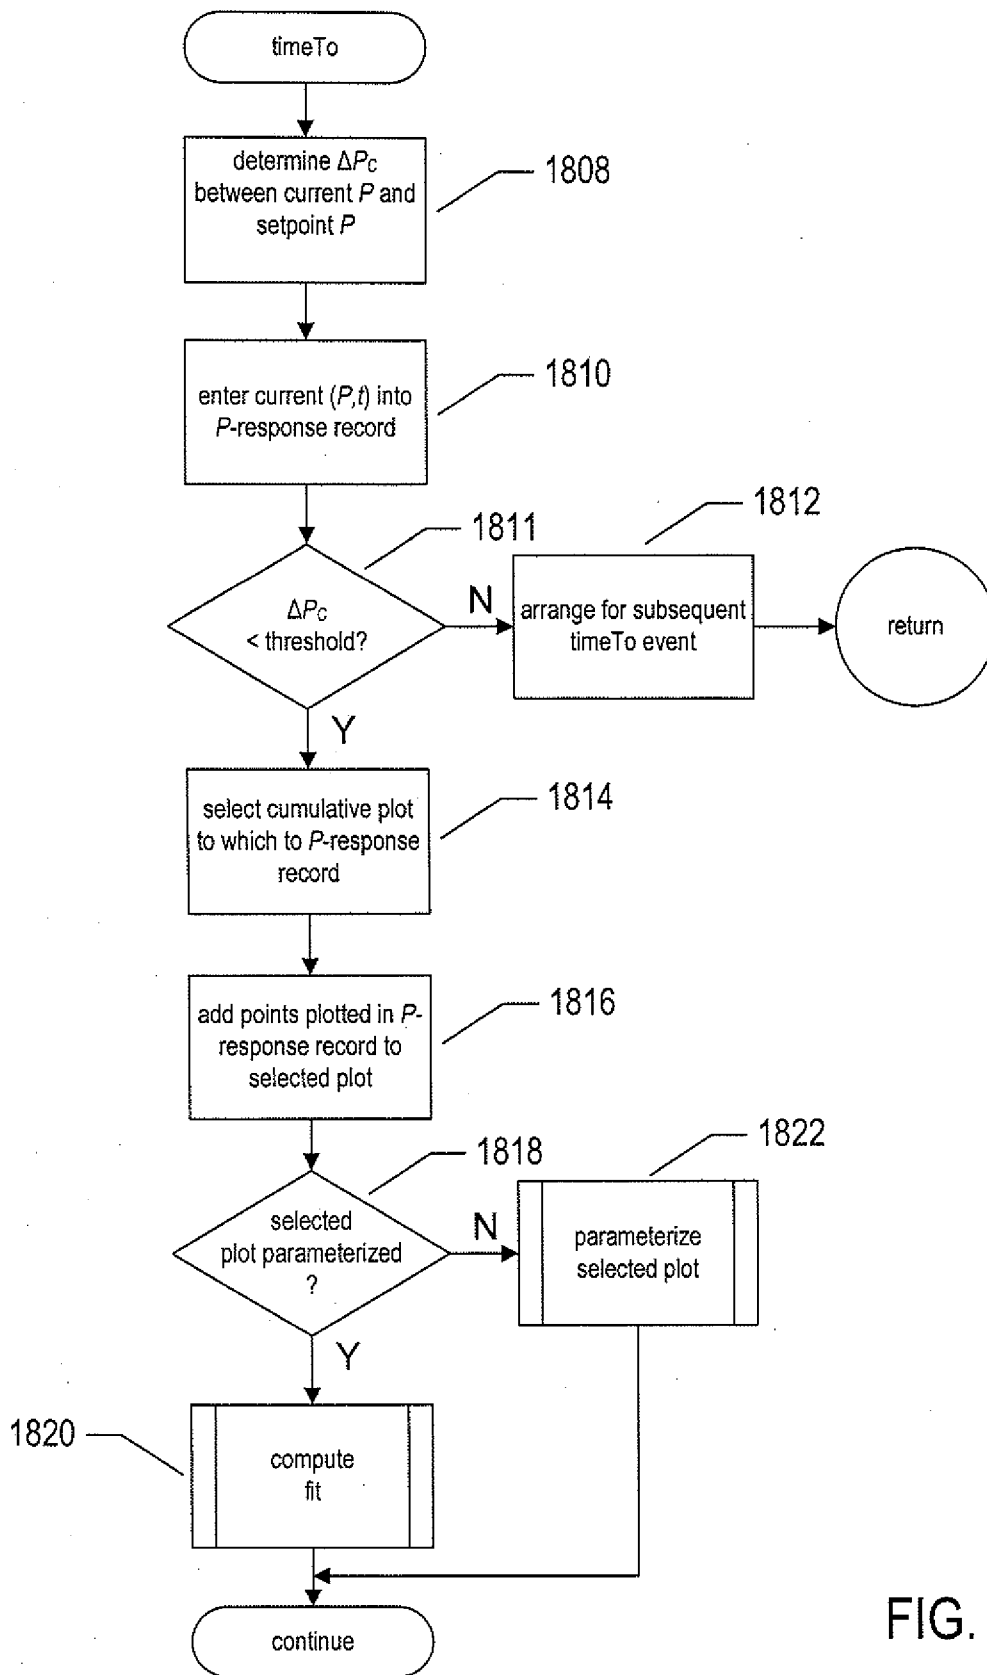 timeTo
determine ΔPC
between current P and
setpoint P
1808
enter current (P,t) into
P-response record
1810
1811
ΔPC
< threshold?
N
1812
arrange for subsequent
timeTo event
return
Y
select cumulative plot
to which to P-response
record
1814
add points plotted in P-
response record to
selected plot
1816
1818
selected
plot parameterized
?
N
1822
parameterize
selected plot
Y
1820
compute
fit
continue
FIG.